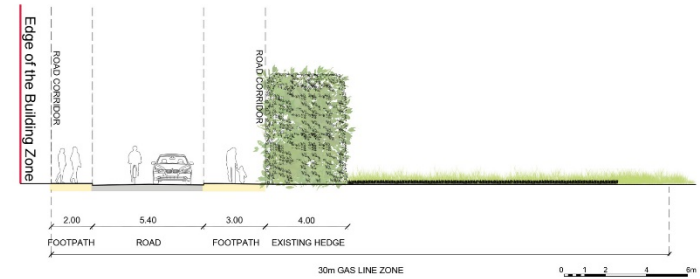 Edge of the Building Zone
ROAD CORRIDOR
ROAD CORRIDOR
2.00 5.40 3.00 4.00
FOOTPATH ROAD FOOTPATH EXISTING HEDGE
30m GAS LINE ZONE
0 1 2 4 6m